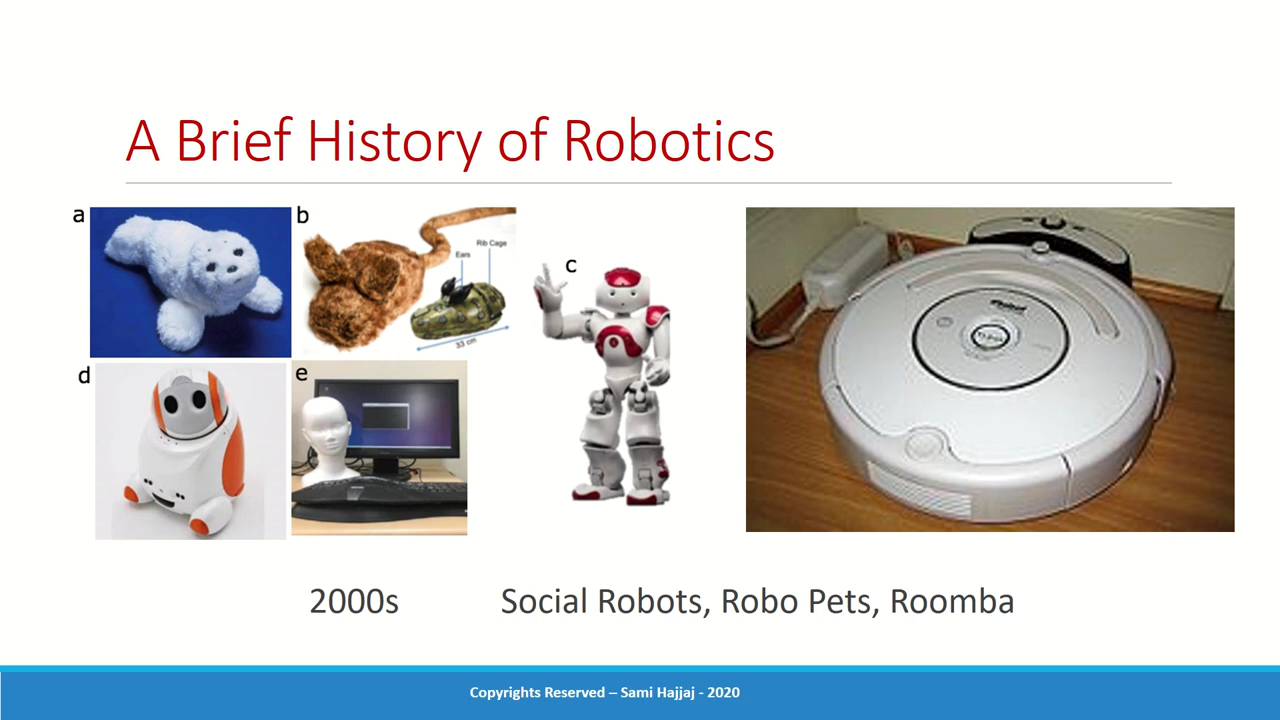 A Brief History of Robotics
a
b
Ears
Rib Cage
33 cm
c
d
e
iRobot
2000s
Social Robots, Robo Pets, Roomba
Copyrights Reserved – Sami Hajjaj - 2020